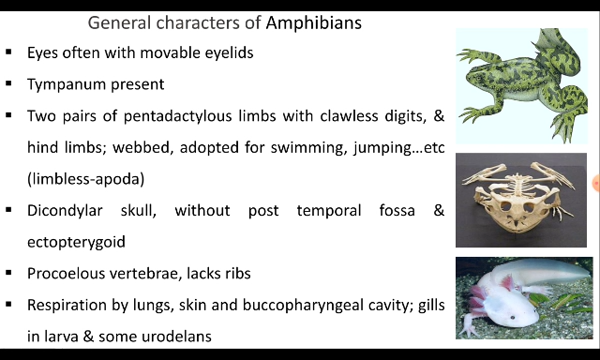 General characters of Amphibians
▪ Eyes often with movable eyelids
▪ Tympanum present
▪ Two pairs of pentadactylous limbs with clawless digits, &
hind limbs; webbed, adopted for swimming, jumping…etc
(limbless-apoda)
▪ Dicondylar skull, without post temporal fossa &
ectopterygoid
▪ Procoelous vertebrae, lacks ribs
▪ Respiration by lungs, skin and buccopharyngeal cavity; gills
in larva & some urodelans